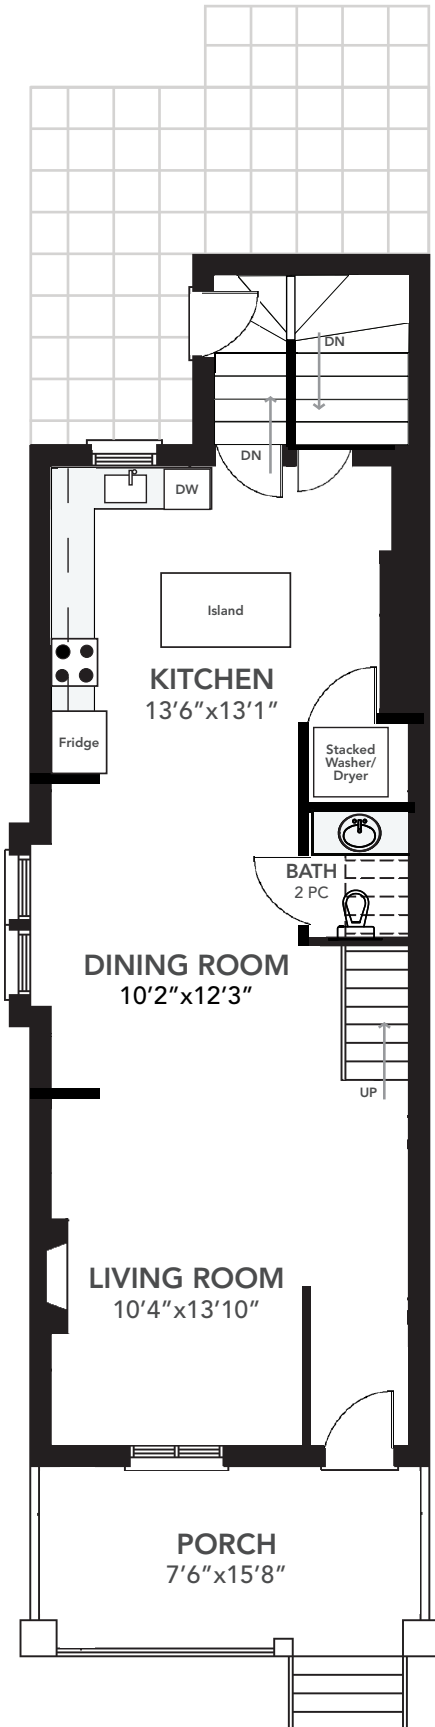 DN
DN
DW
Island
KITCHEN
13'6"x13'1"
Fridge
Stacked
Washer/
Dryer
BATH
2 PC
DINING ROOM
10'2"x12'3"
UP
LIVING ROOM
10'4"x13'10"
PORCH
7'6"x15'8"